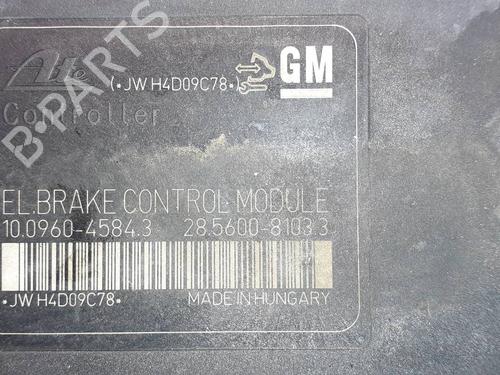 Ate
(•JW H4D09C78•)
GM
Controller
EL.BRAKE CONTROL MODULE
10.0960-4584.3 28.5600-8103.3
•JW H4D09C78• MADE IN HUNGARY
B-PARTS